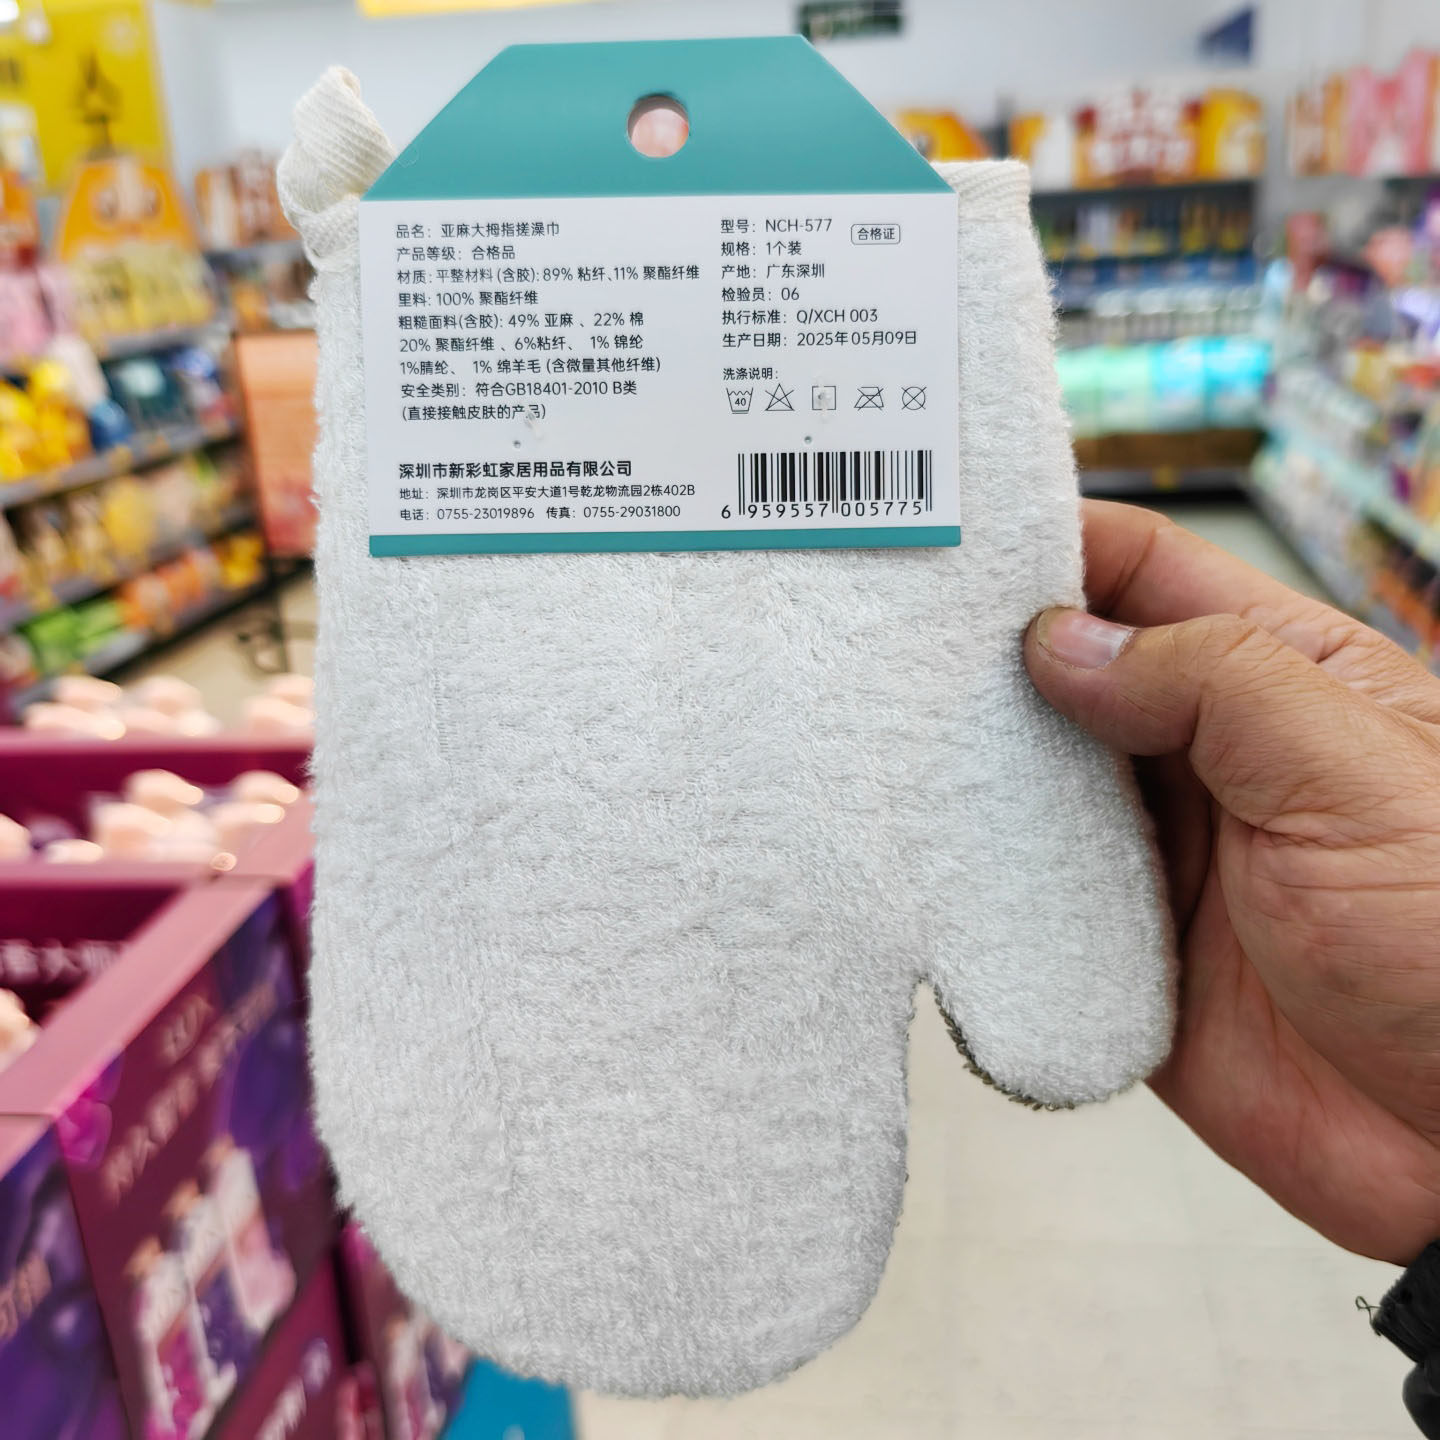 品名：亚麻大拇指搓澡巾
产品等级：合格品
材质：平整材料(含胶)：89% 粘纤、11% 聚酯纤维
里料：100% 聚酯纤维
粗糙面料(含胶)：49% 亚麻 、22% 棉
20% 聚酯纤维 、6%粘纤、 1% 锦纶
1%腈纶、 1% 绵羊毛 (含微量其他纤维)
安全类别：符合GB18401-2010 B类
(直接接触皮肤的产品)
型号：NCH-577
合格证
规格：1个装
产地：广东深圳
检验员：06
执行标准：Q/XCH 003
生产日期：2025年05月09日
洗涤说明：
40
深圳市新彩虹家居用品有限公司
地址：深圳市龙岗区平安大道1号乾龙物流园2栋402B
电话：0755-23019896 传真：0755-29031800
6 959557 005775